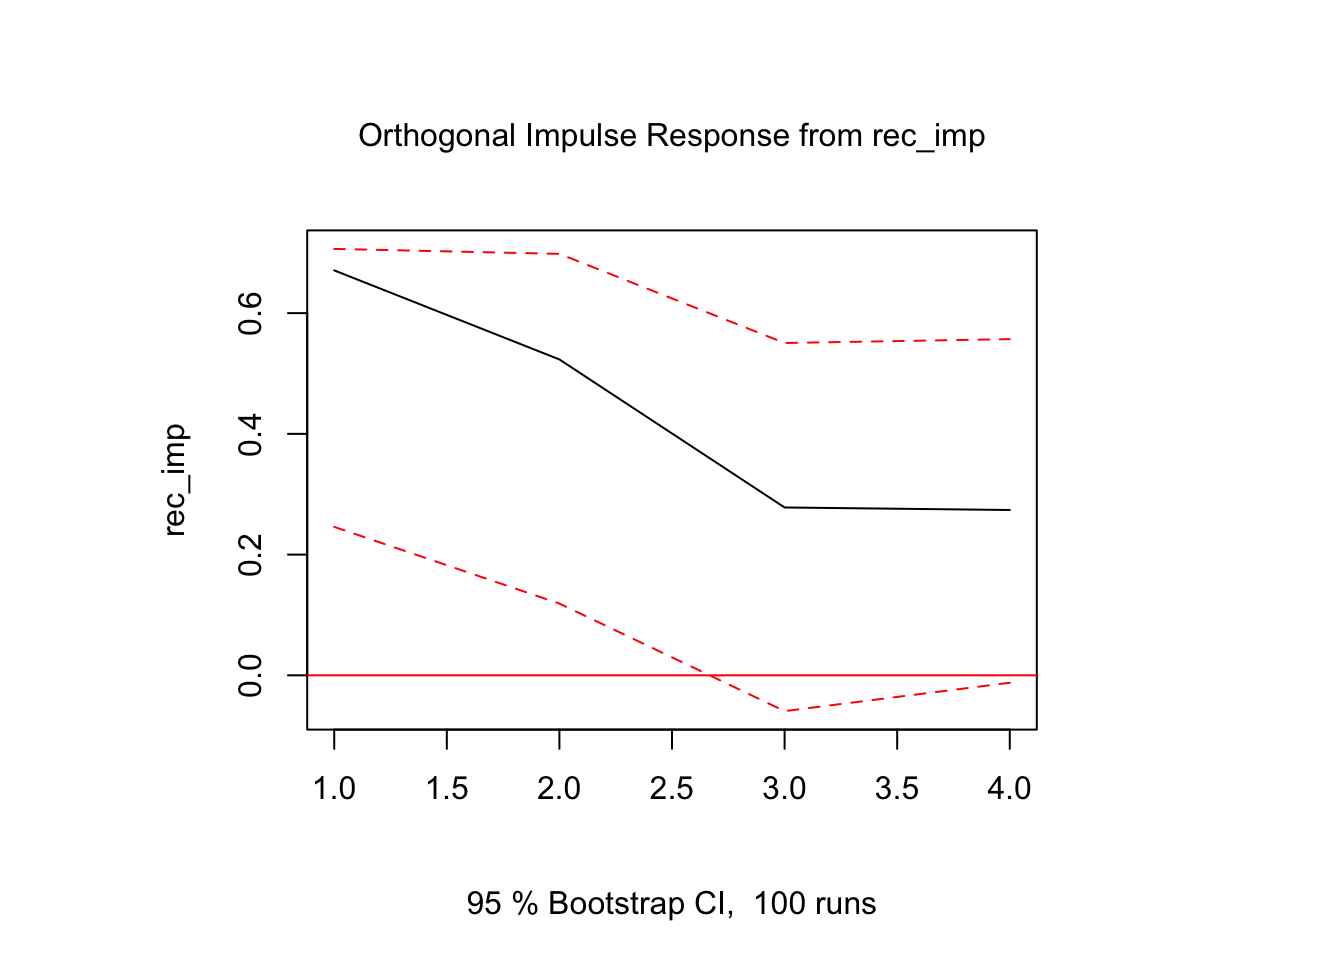 Orthogonal Impulse Response from rec_imp
rec_imp
0.6
0.4
0.2
0.0
1.0 1.5 2.0 2.5 3.0 3.5 4.0
95 % Bootstrap CI,  100 runs